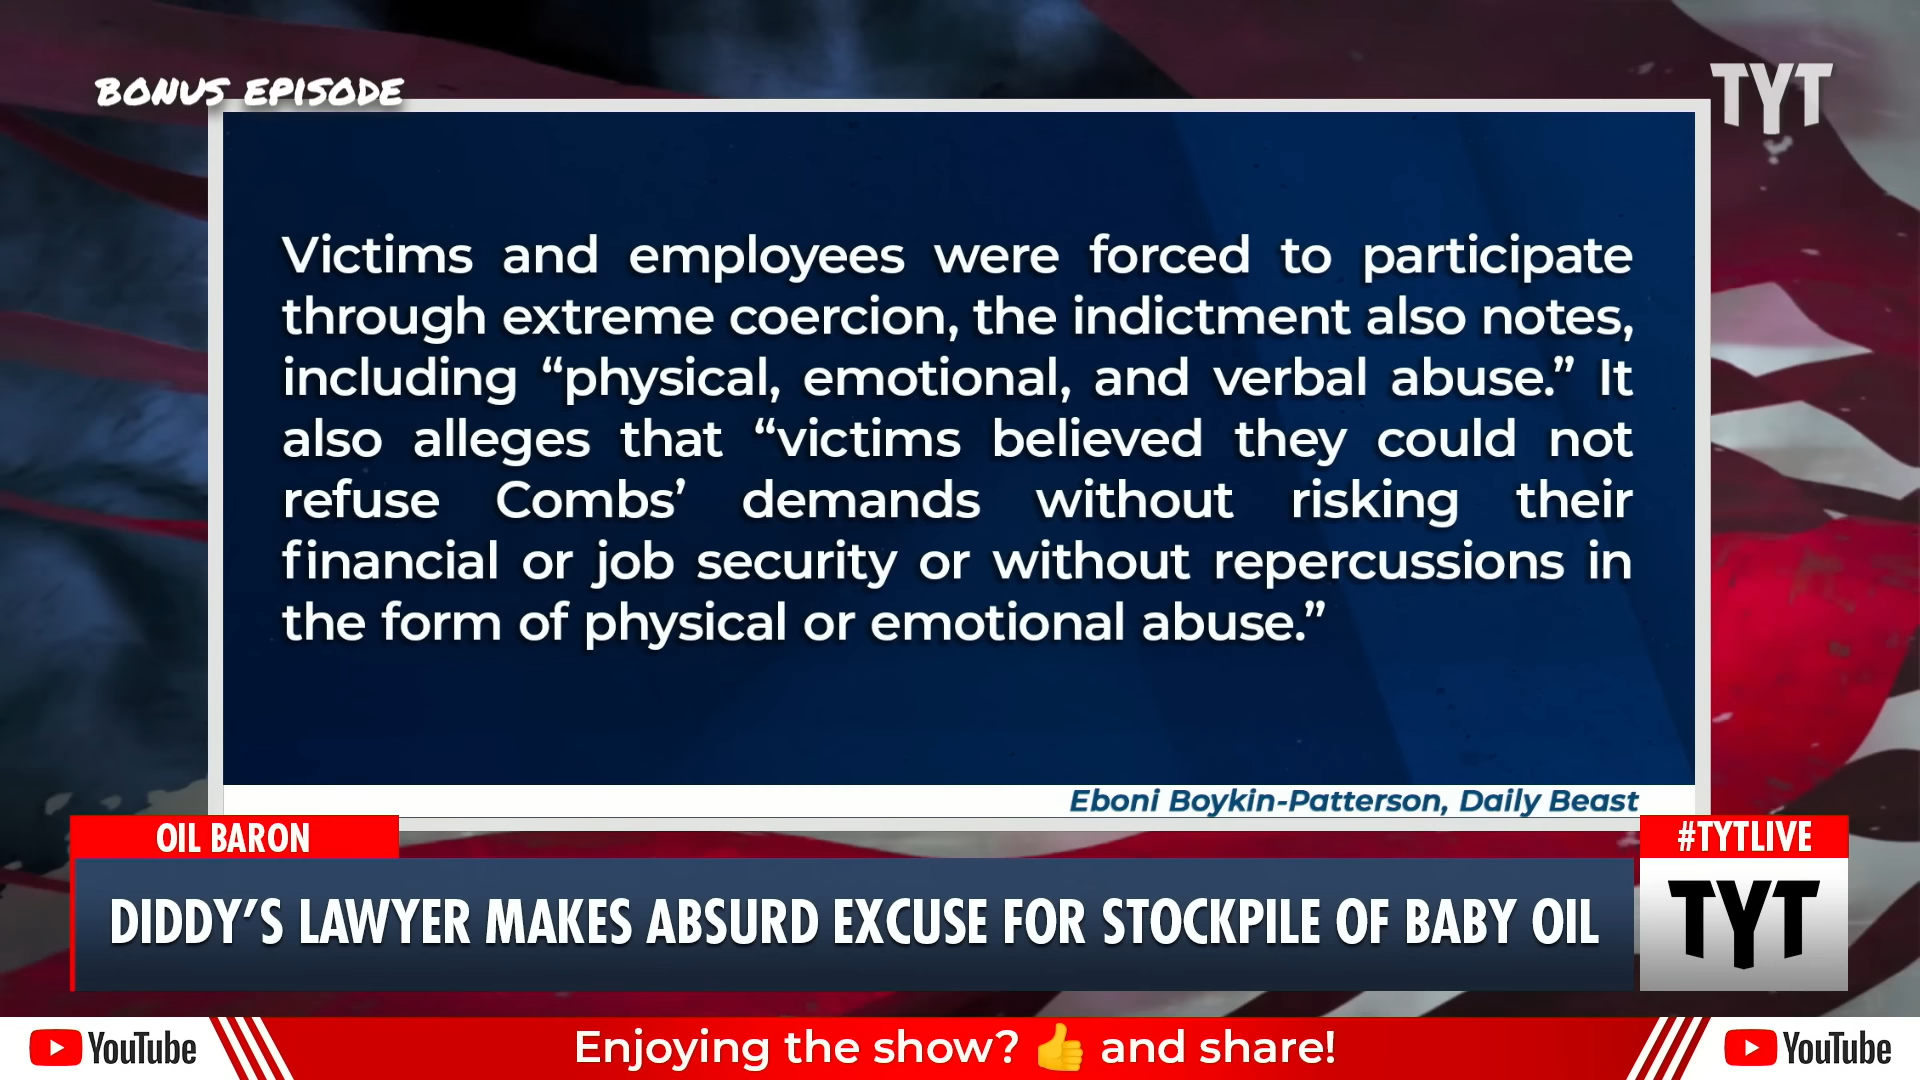 BONUS EPISODE
TYT
Victims and employees were forced to participate
through extreme coercion, the indictment also notes,
including “physical, emotional, and verbal abuse.” It
also alleges that “victims believed they could not
refuse Combs’ demands without risking their
financial or job security or without repercussions in
the form of physical or emotional abuse.”
Eboni Boykin-Patterson, Daily Beast
OIL BARON
#TYTLIVE
DIDDY’S LAWYER MAKES ABSURD EXCUSE FOR STOCKPILE OF BABY OIL
TYT
YouTube
Enjoying the show? 👍 and share!
YouTube